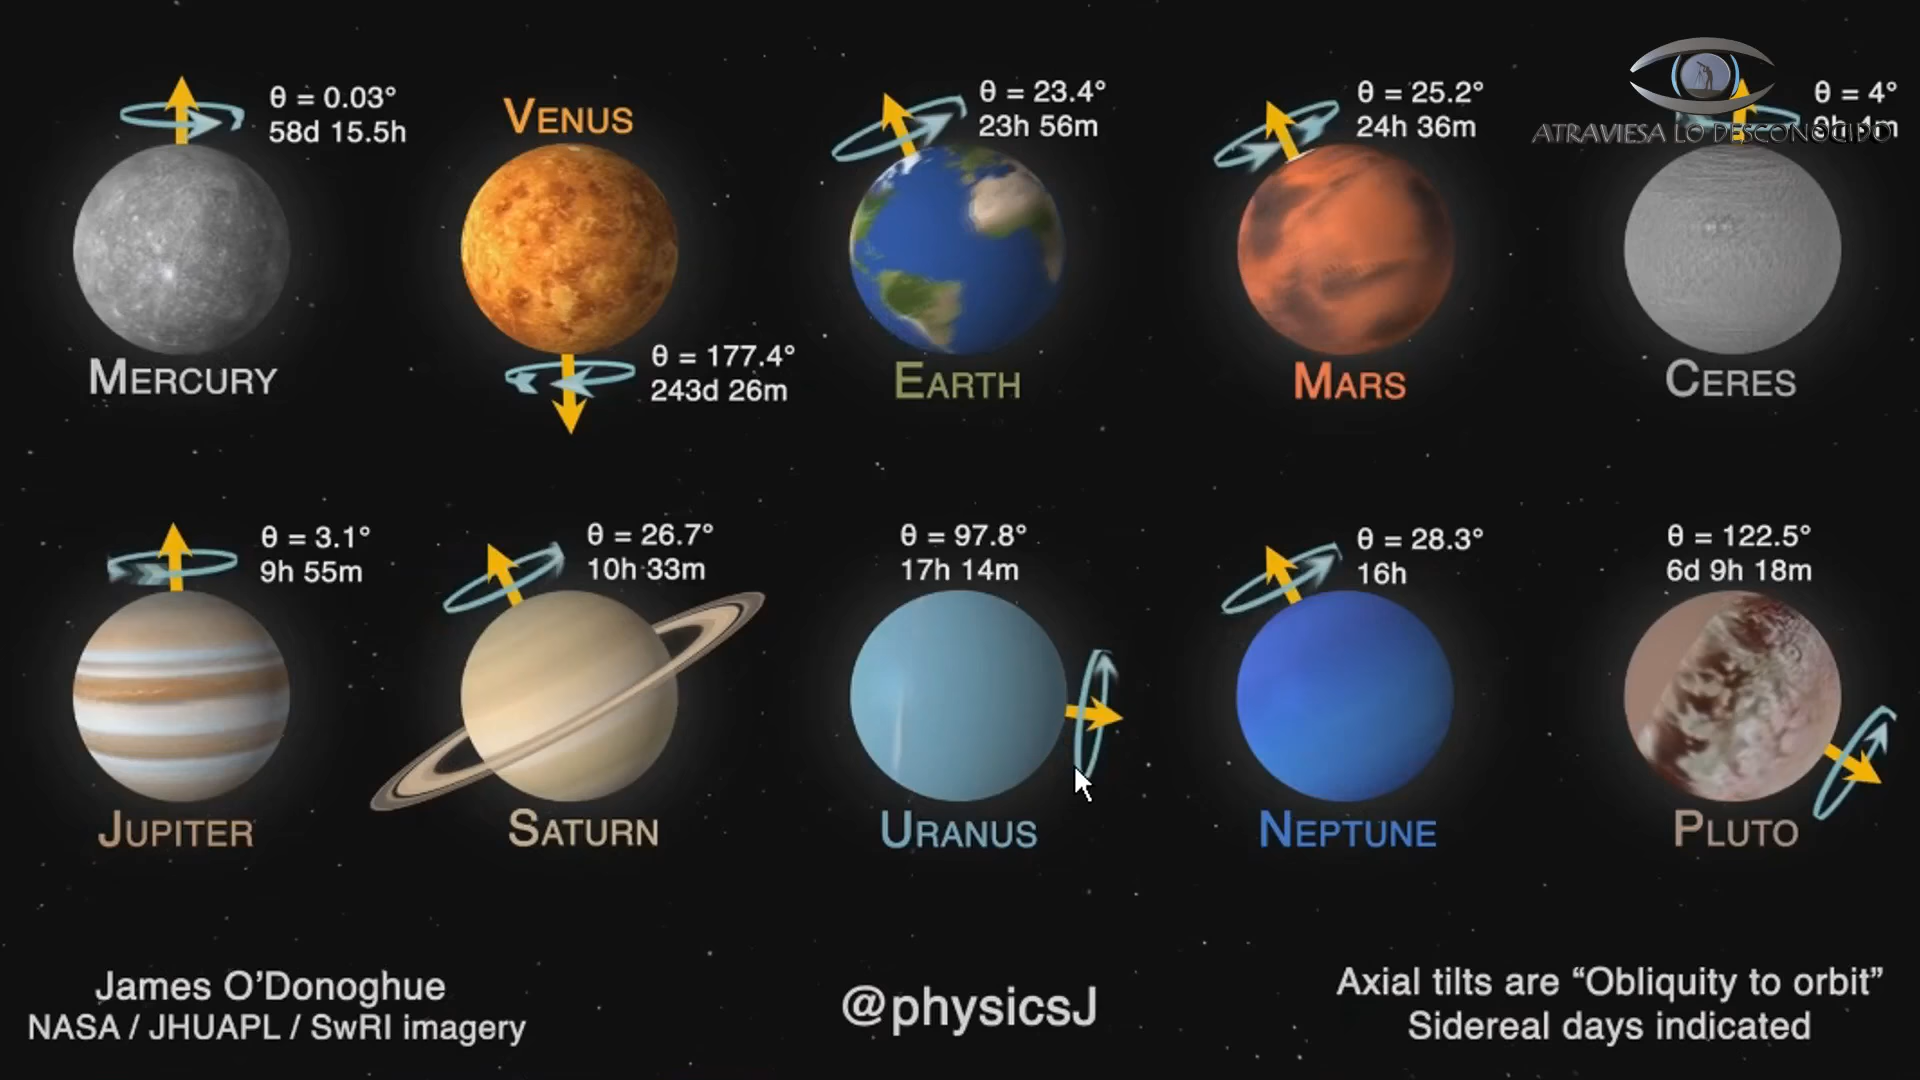 θ = 0.03°
58d 15.5h
MERCURY
VENUS
θ = 177.4°
243d 26m
θ = 23.4°
23h 56m
EARTH
θ = 25.2°
24h 36m
MARS
θ = 4°
9h 4m
ATRAVIESA LO DESCONOCIDO
CERES
θ = 3.1°
9h 55m
JUPITER
θ = 26.7°
10h 33m
SATURN
θ = 97.8°
17h 14m
URANUS
θ = 28.3°
16h
NEPTUNE
θ = 122.5°
6d 9h 18m
PLUTO
James O’Donoghue
NASA / JHUAPL / SwRI imagery
@physicsJ
Axial tilts are “Obliquity to orbit”
Sidereal days indicated